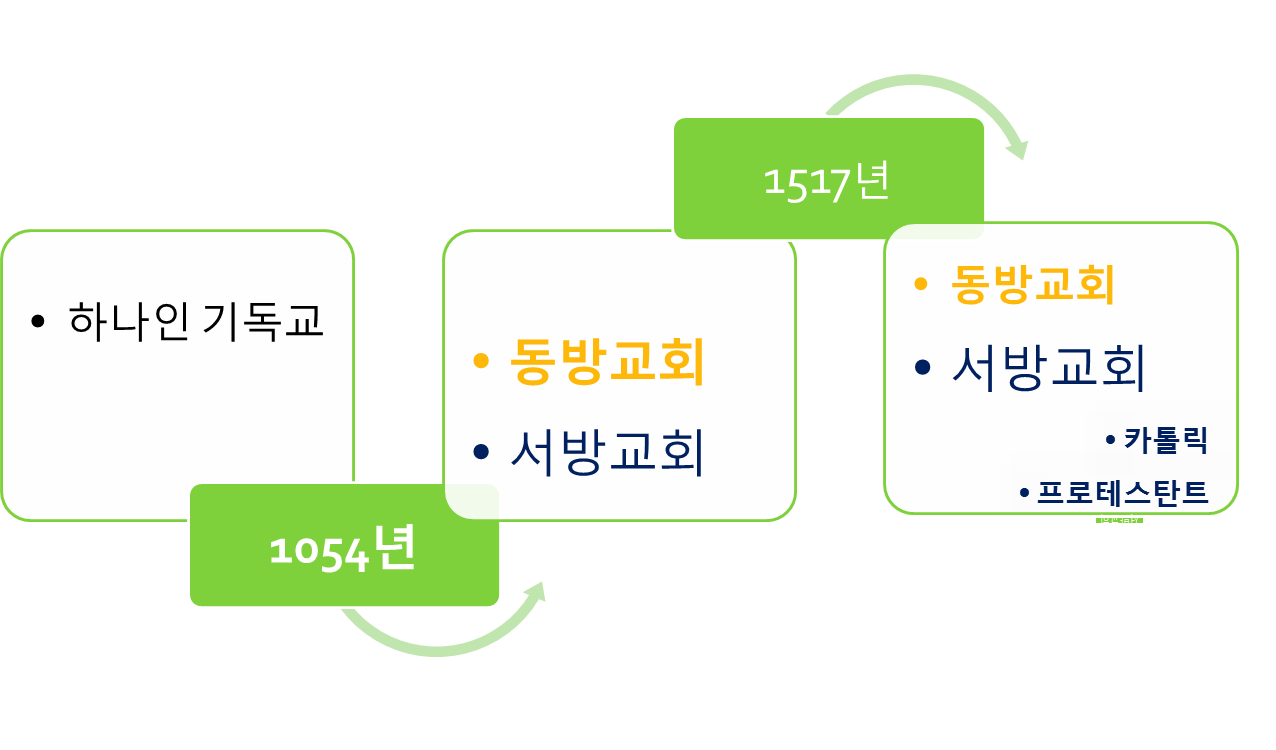 • 하나인 기독교
1054년
• 동방교회
• 서방교회
1517년
• 동방교회
• 서방교회
• 카톨릭
• 프로테스탄트